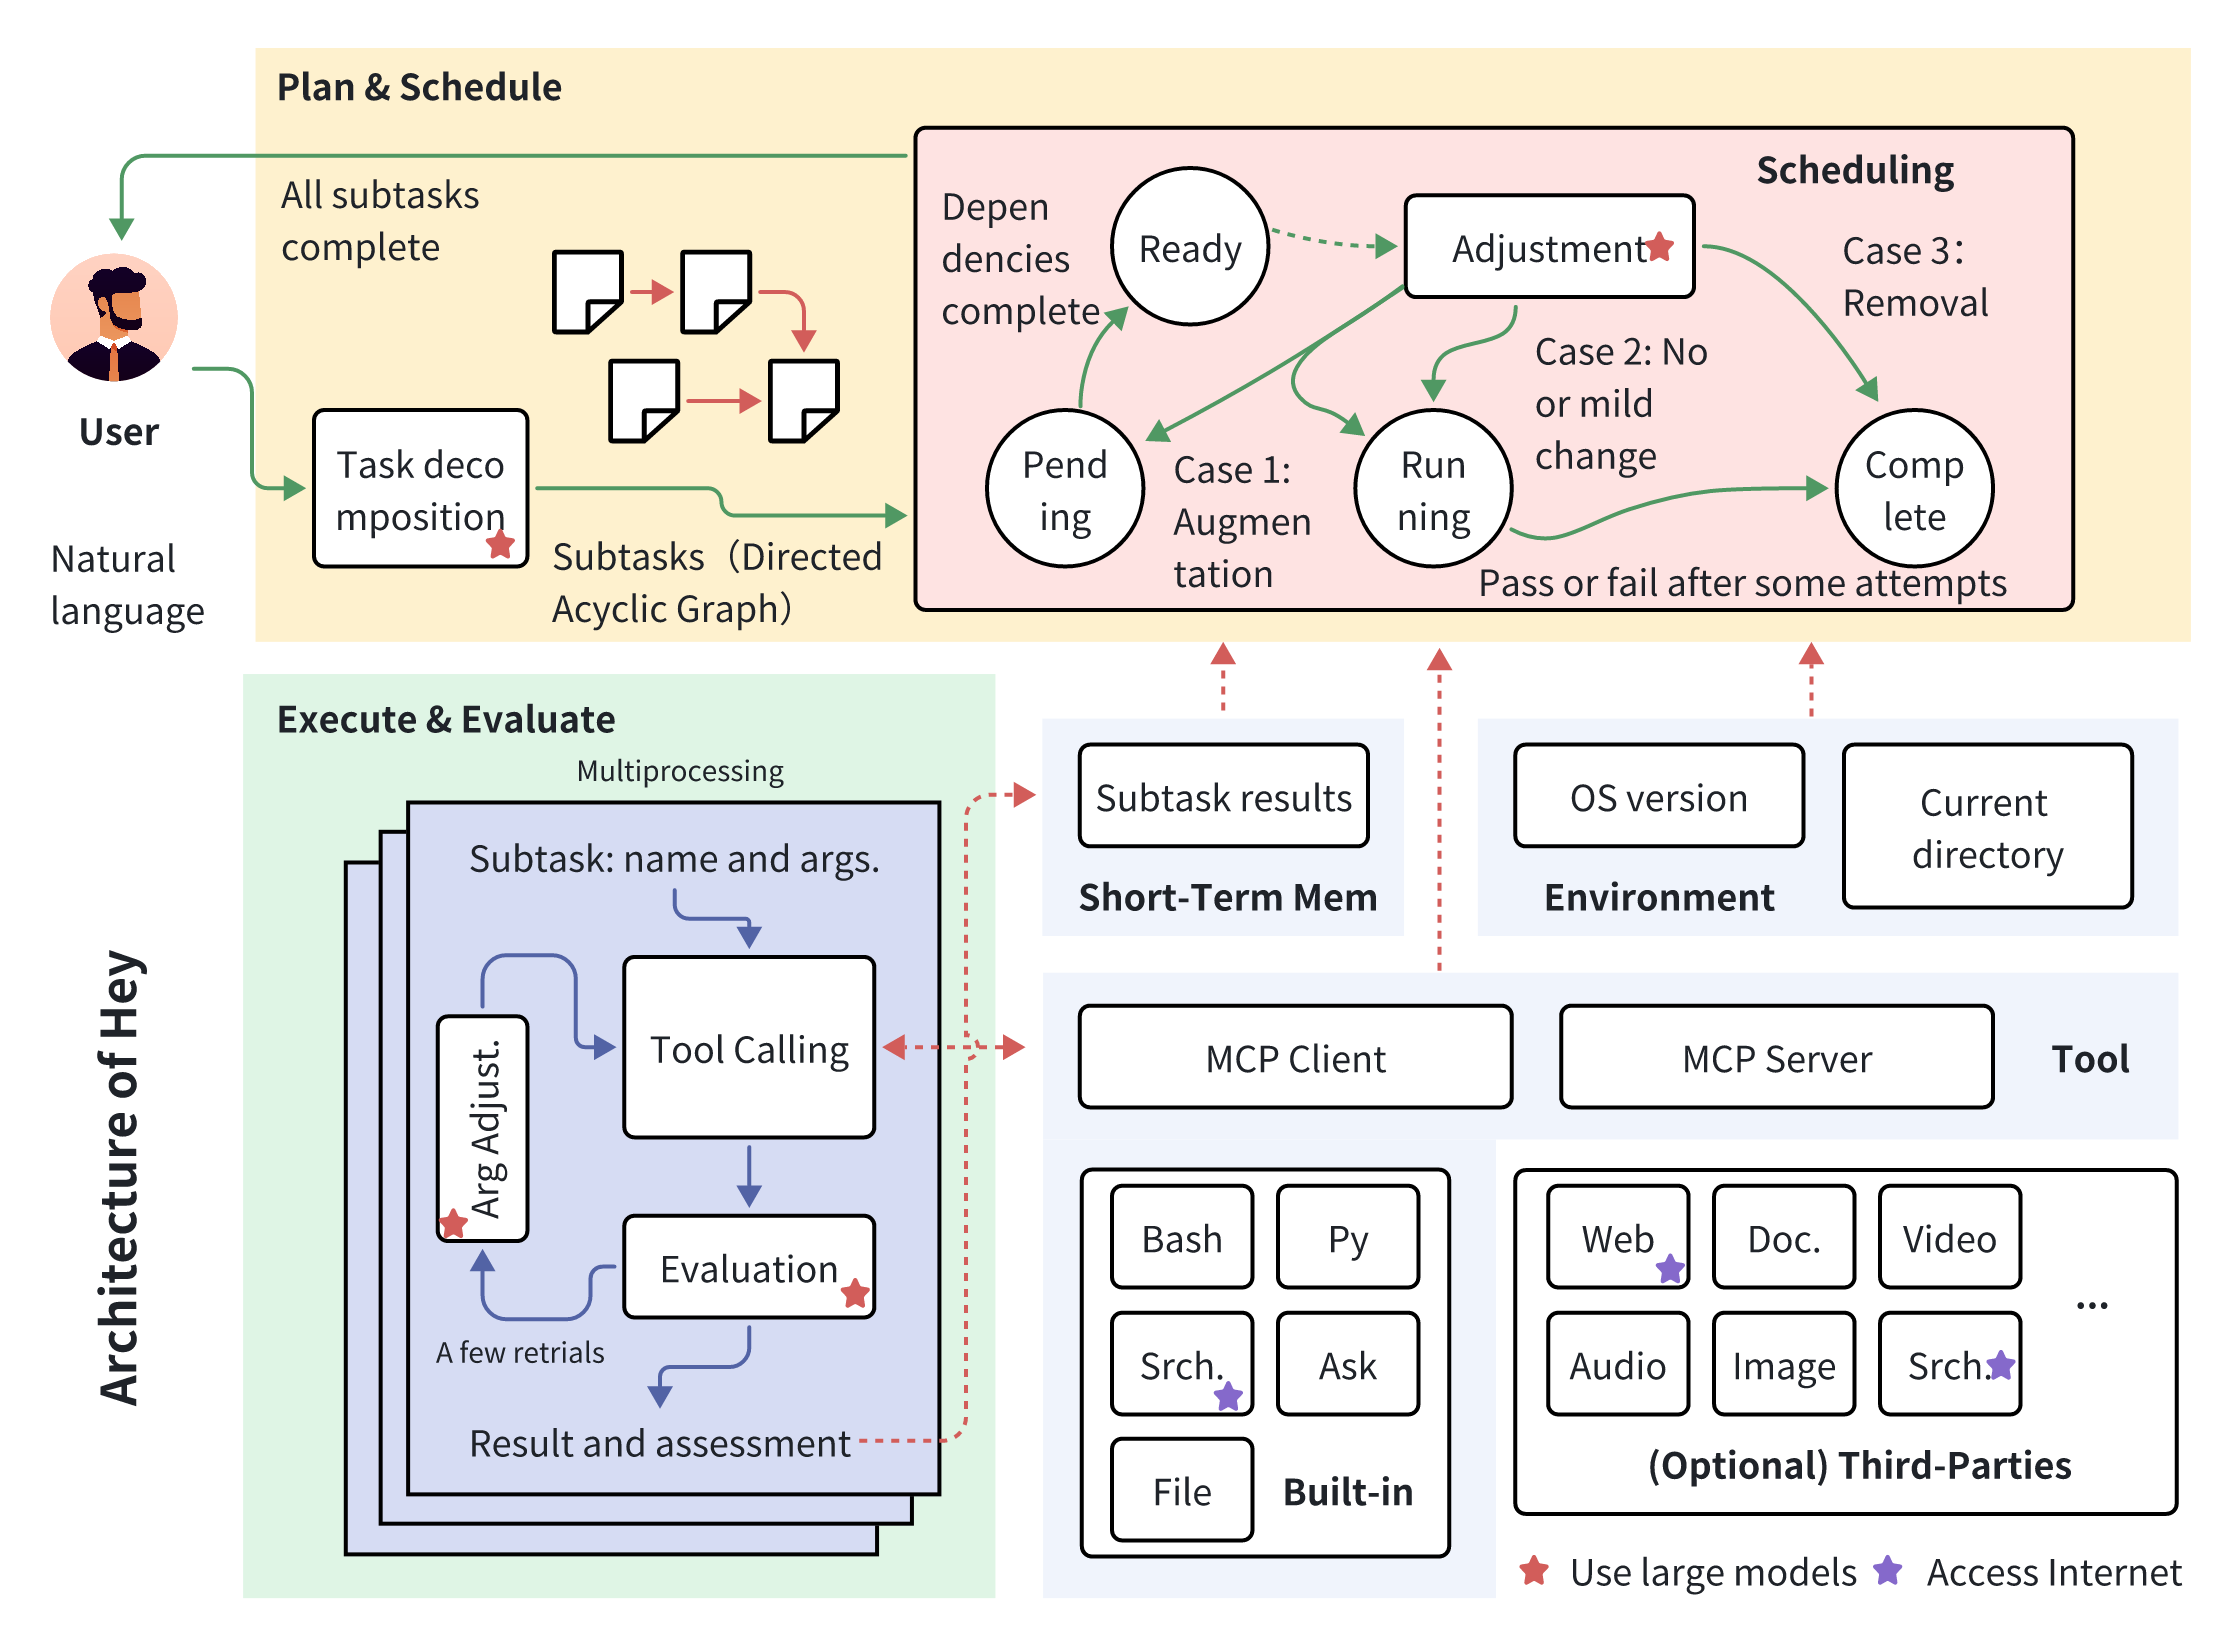 Plan & Schedule
All subtasks
complete
User
Natural
language
Task deco
mposition
Subtasks（Directed
Acyclic Graph）
Scheduling
Depen
dencies
complete
Ready
Adjustment
Case 3：
Removal
Case 2: No
or mild
change
Pend
ing
Case 1:
Augmen
tation
Run
ning
Comp
lete
Pass or fail after some attempts
Execute & Evaluate
Multiprocessing
Subtask: name and args.
Tool Calling
Arg Adjust.
Evaluation
A few retrials
Result and assessment
Subtask results
Short-Term Mem
OS version
Current
directory
Environment
MCP Client
MCP Server
Tool
Bash
Py
Srch.
Ask
File
Built-in
Web
Doc.
Video
...
Audio
Image
Srch.
(Optional) Third-Parties
Use large models
Access Internet
Architecture of Hey